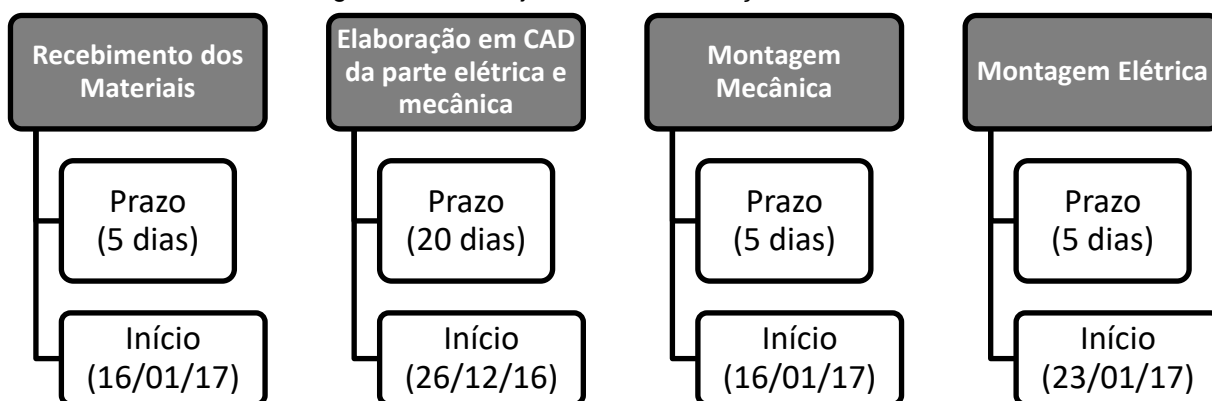 Recebimento dos
Materiais
Prazo
(5 dias)
Início
(16/01/17)
Elaboração em CAD
da parte elétrica e
mecânica
Prazo
(20 dias)
Início
(26/12/16)
Montagem
Mecânica
Prazo
(5 dias)
Início
(16/01/17)
Montagem Elétrica
Prazo
(5 dias)
Início
(23/01/17)